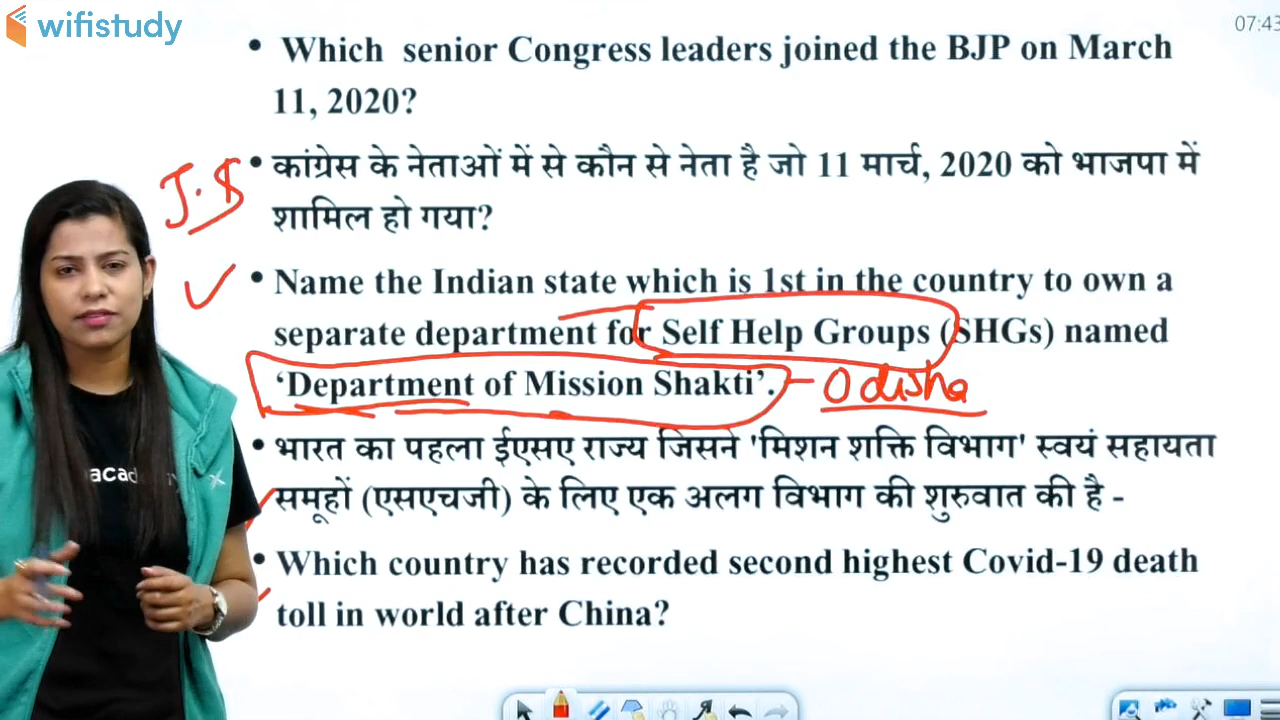 wifistudy
07:43
• Which senior Congress leaders joined the BJP on March
11, 2020?
J.S
• कांग्रेस के नेताओं में से कौन से नेता है जो 11 मार्च, 2020 को भाजपा में
शामिल हो गया?
• Name the Indian state which is 1st in the country to own a
separate department for Self Help Groups (SHGs) named
‘Department of Mission Shakti’. - Odisha
• भारत का पहला ईएसए राज्य जिसने 'मिशन शक्ति विभाग' स्वयं सहायता
समूहों (एसएचजी) के लिए एक अलग विभाग की शुरुवात की है -
• Which country has recorded second highest Covid-19 death
toll in world after China?
acad